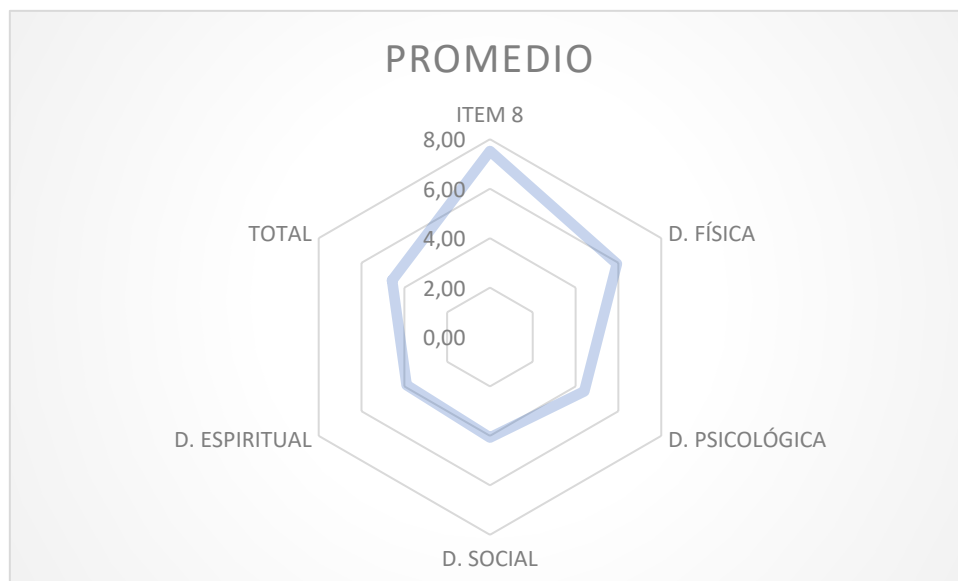 PROMEDIO
ITEM 8
8,00
6,00
TOTAL
D. FÍSICA
4,00
2,00
0,00
D. ESPIRITUAL
D. PSICOLÓGICA
D. SOCIAL